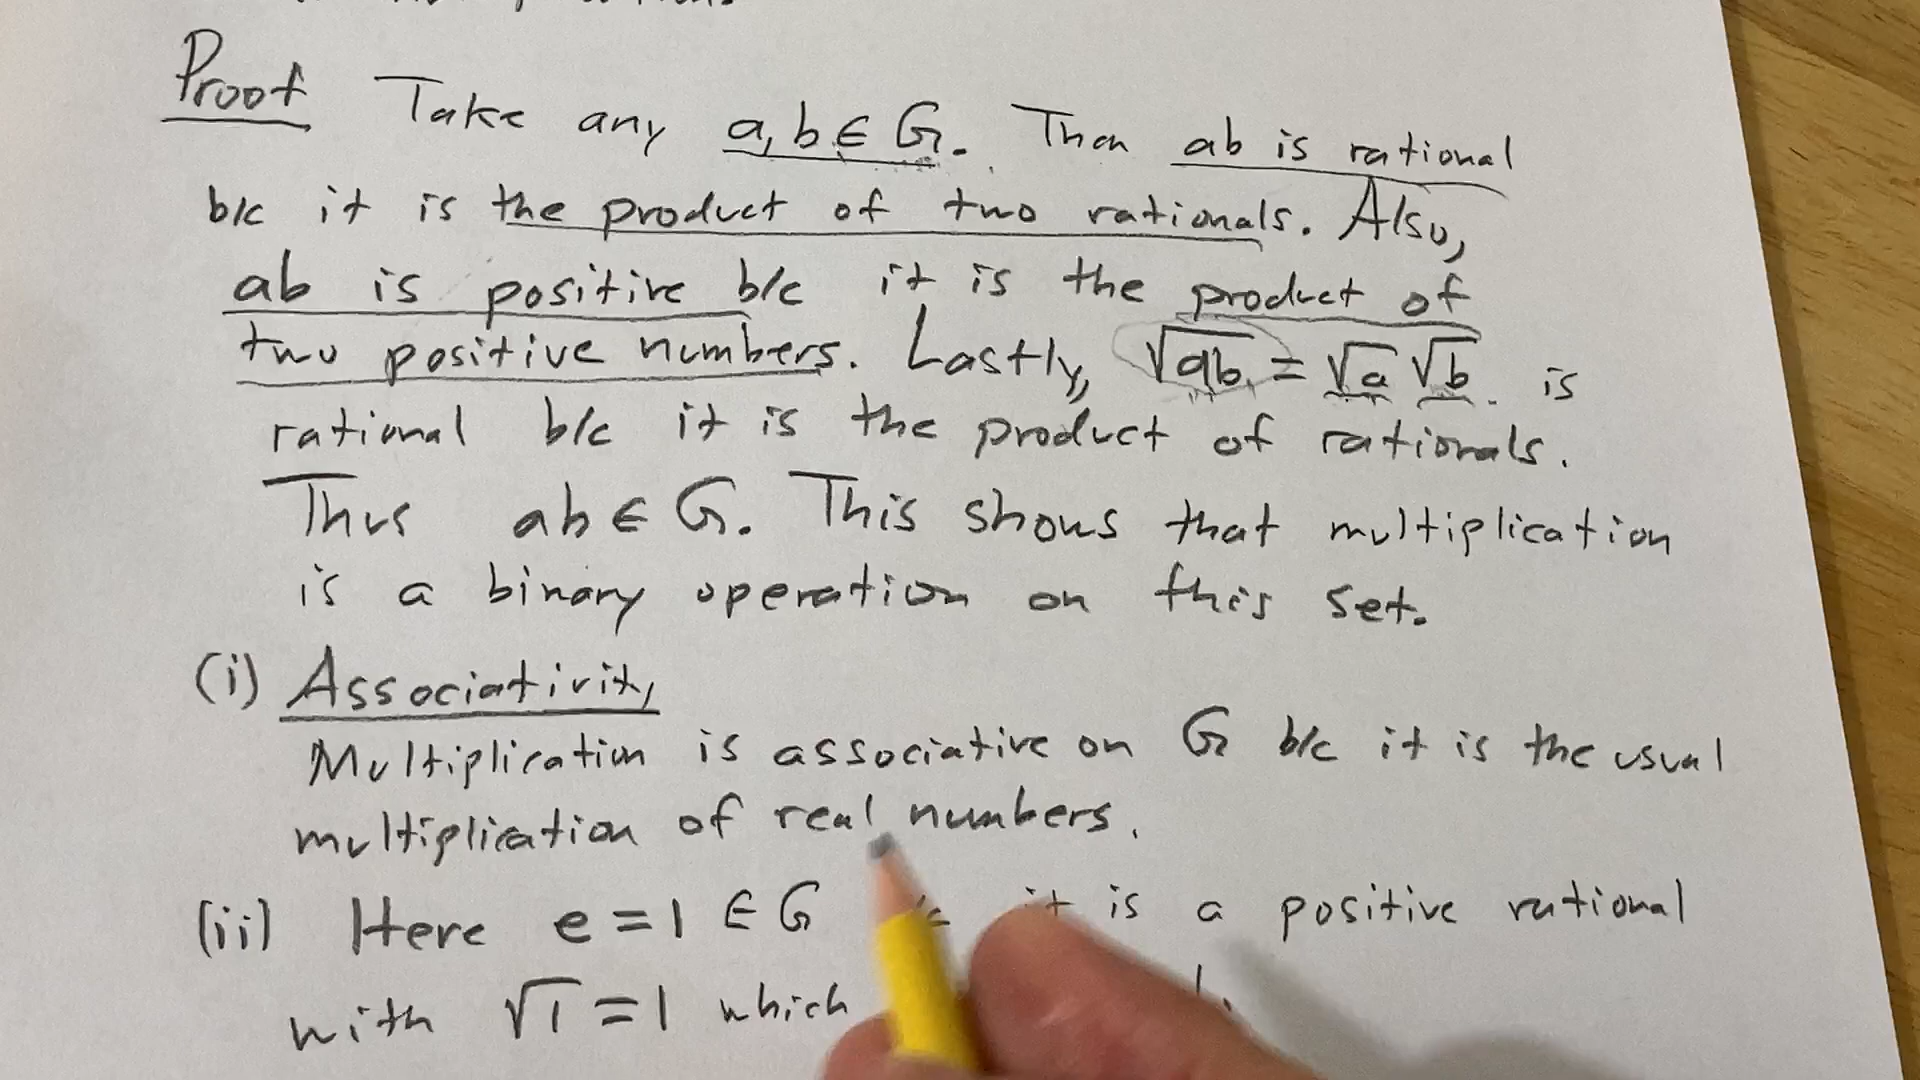 Proof Take any a, b ∈ G. Then ab is rational
b/c it is the product of two rationals. Also,
ab is positive b/c it is the product of
two positive numbers. Lastly, √ab = √a √b is
rational b/c it is the product of rationals.
Thus ab ∈ G. This shows that multiplication
is a binary operation on this set.
(i) Associativity
Multiplication is associative on G b/c it is the usual
multiplication of real numbers.
(ii) Here e = 1 ∈ G it is a positive rational
with √1 = 1 which